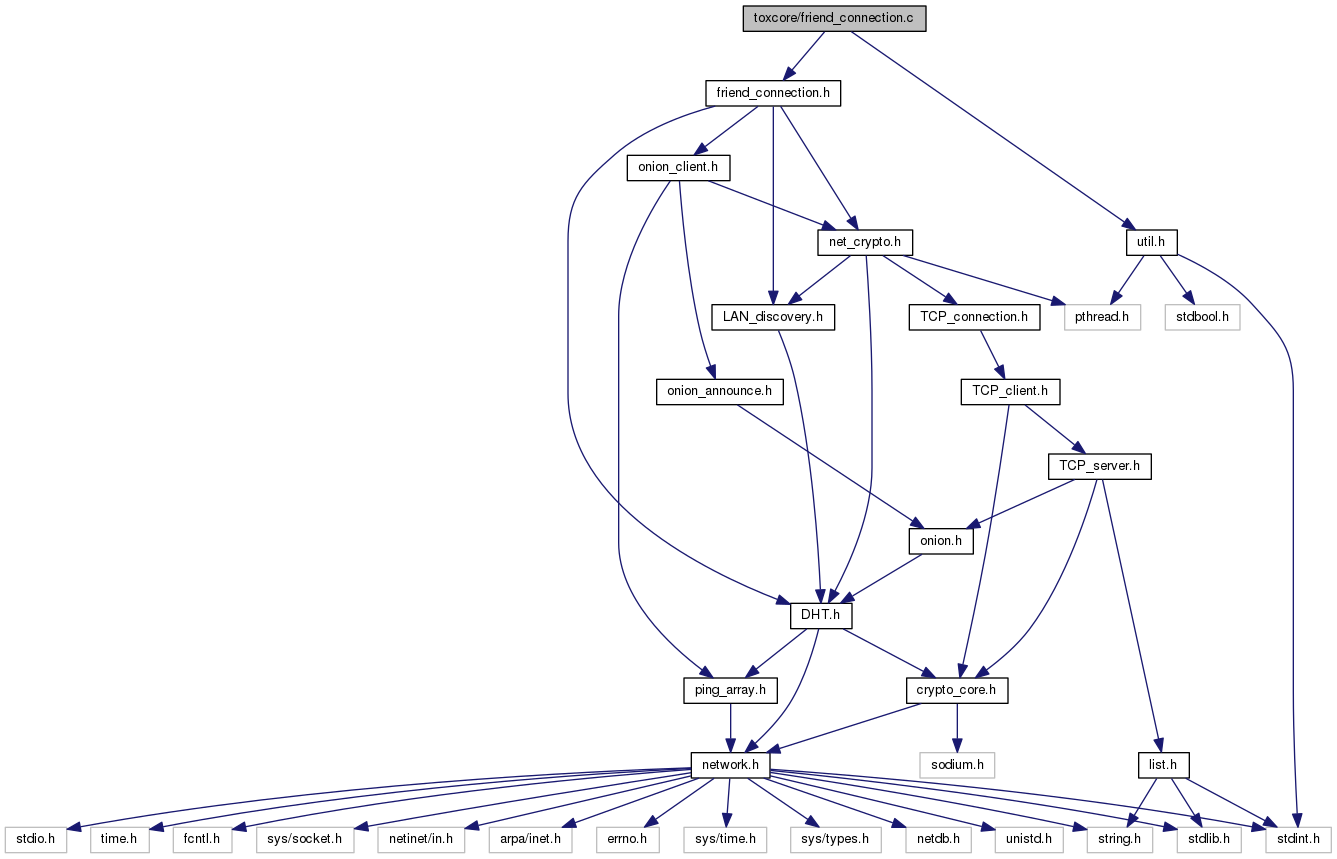 toxcore/friend_connection.c
friend_connection.h
onion_client.h
net_crypto.h
util.h
LAN_discovery.h
TCP_connection.h
pthread.h
stdbool.h
onion_announce.h
TCP_client.h
TCP_server.h
onion.h
DHT.h
ping_array.h
crypto_core.h
network.h
sodium.h
list.h
stdio.h
time.h
fcntl.h
sys/socket.h
netinet/in.h
arpa/inet.h
errno.h
sys/time.h
sys/types.h
netdb.h
unistd.h
string.h
stdlib.h
stdint.h